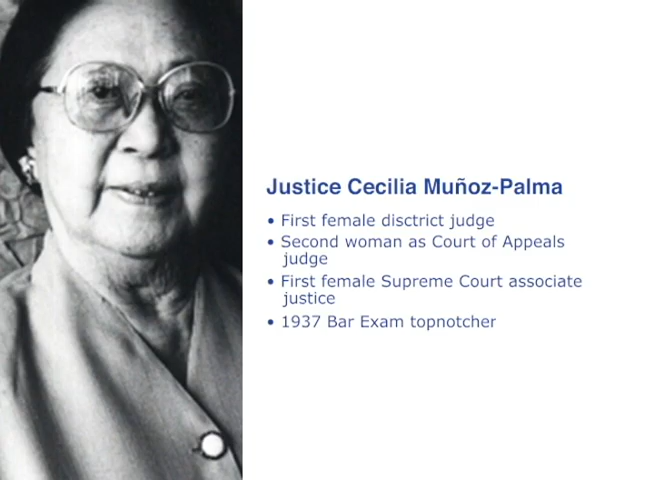 Justice Cecilia Muñoz-Palma
• First female disctrict judge
• Second woman as Court of Appeals
judge
• First female Supreme Court associate
justice
• 1937 Bar Exam topnotcher